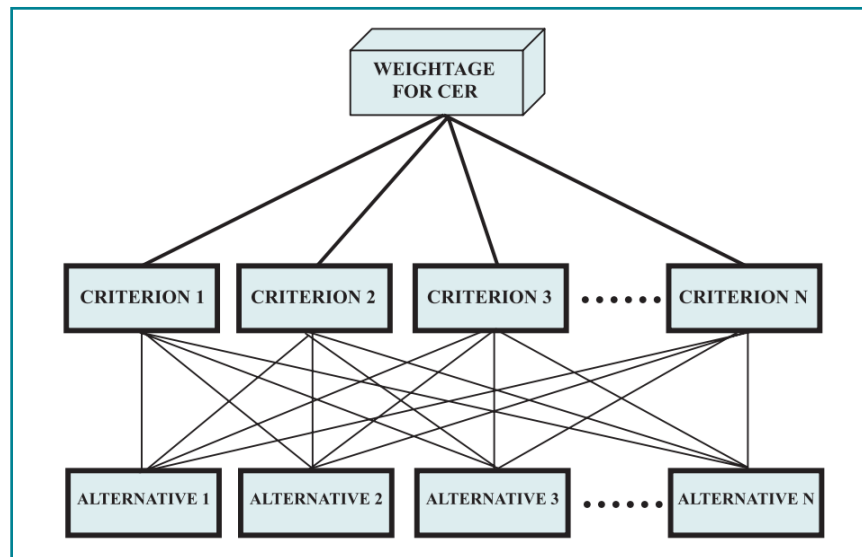 WEIGHTAGE
FOR CER
CRITERION 1
CRITERION 2
CRITERION 3
CRITERION N
ALTERNATIVE 1
ALTERNATIVE 2
ALTERNATIVE 3
ALTERNATIVE N